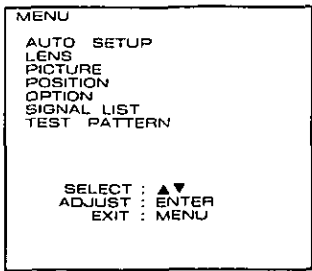 MENU
AUTO SETUP
LENS
PICTURE
POSITION
OPTION
SIGNAL LIST
TEST PATTERN
SELECT : ▲▼
ADJUST : ENTER
EXIT : MENU